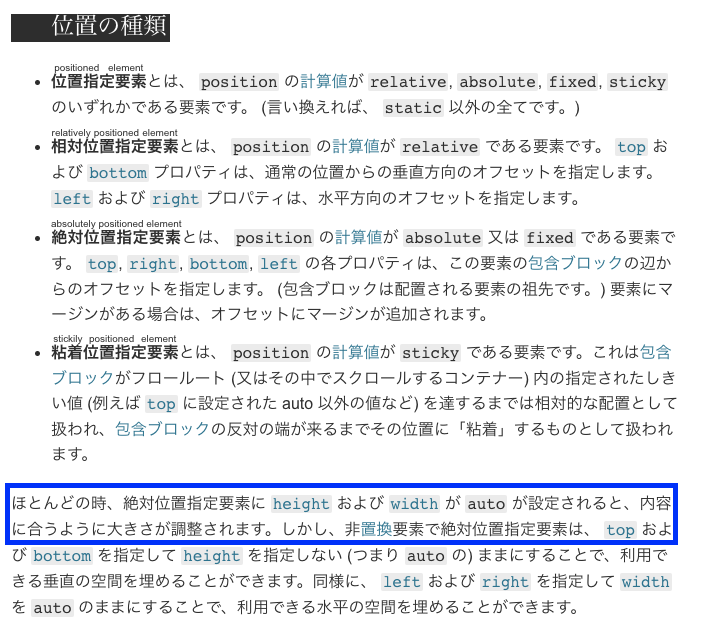 位置の種類
positioned element
位置指定要素とは、 position の計算値が relative, absolute, fixed, sticky
のいずれかである要素です。 (言い換えれば、 static 以外の全てです。)
relatively positioned element
相対位置指定要素とは、 position の計算値が relative である要素です。 top お
よび bottom プロパティは、通常の位置からの垂直方向のオフセットを指定します。
left および right プロパティは、水平方向のオフセットを指定します。
absolutely positioned element
絶対位置指定要素とは、 position の計算値が absolute 又は fixed である要素で
す。 top, right, bottom, left の各プロパティは、この要素の包含ブロックの辺か
らのオフセットを指定します。 (包含ブロックは配置される要素の祖先です。) 要素にマ
ージンがある場合は、オフセットにマージンが追加されます。
stickily positioned element
粘着位置指定要素とは、 position の計算値が sticky である要素です。これは包含
ブロックがフロールート (又はその中でスクロールするコンテナー) 内の指定されたしき
い値 (例えば top に設定された auto 以外の値など) を達するまでは相対的な配置として
扱われ、包含ブロックの反対の端が来るまでその位置に「粘着」するものとして扱われ
ます。
ほとんどの時、絶対位置指定要素に height および width が auto が設定されると、内容
に合うように大きさが調整されます。しかし、非置換要素で絶対位置指定要素は、 top およ
び bottom を指定して height を指定しない (つまり auto の) ままにすることで、利用で
きる垂直の空間を埋めることができます。同様に、 left および right を指定して width
を auto のままにすることで、利用できる水平の空間を埋めることができます。